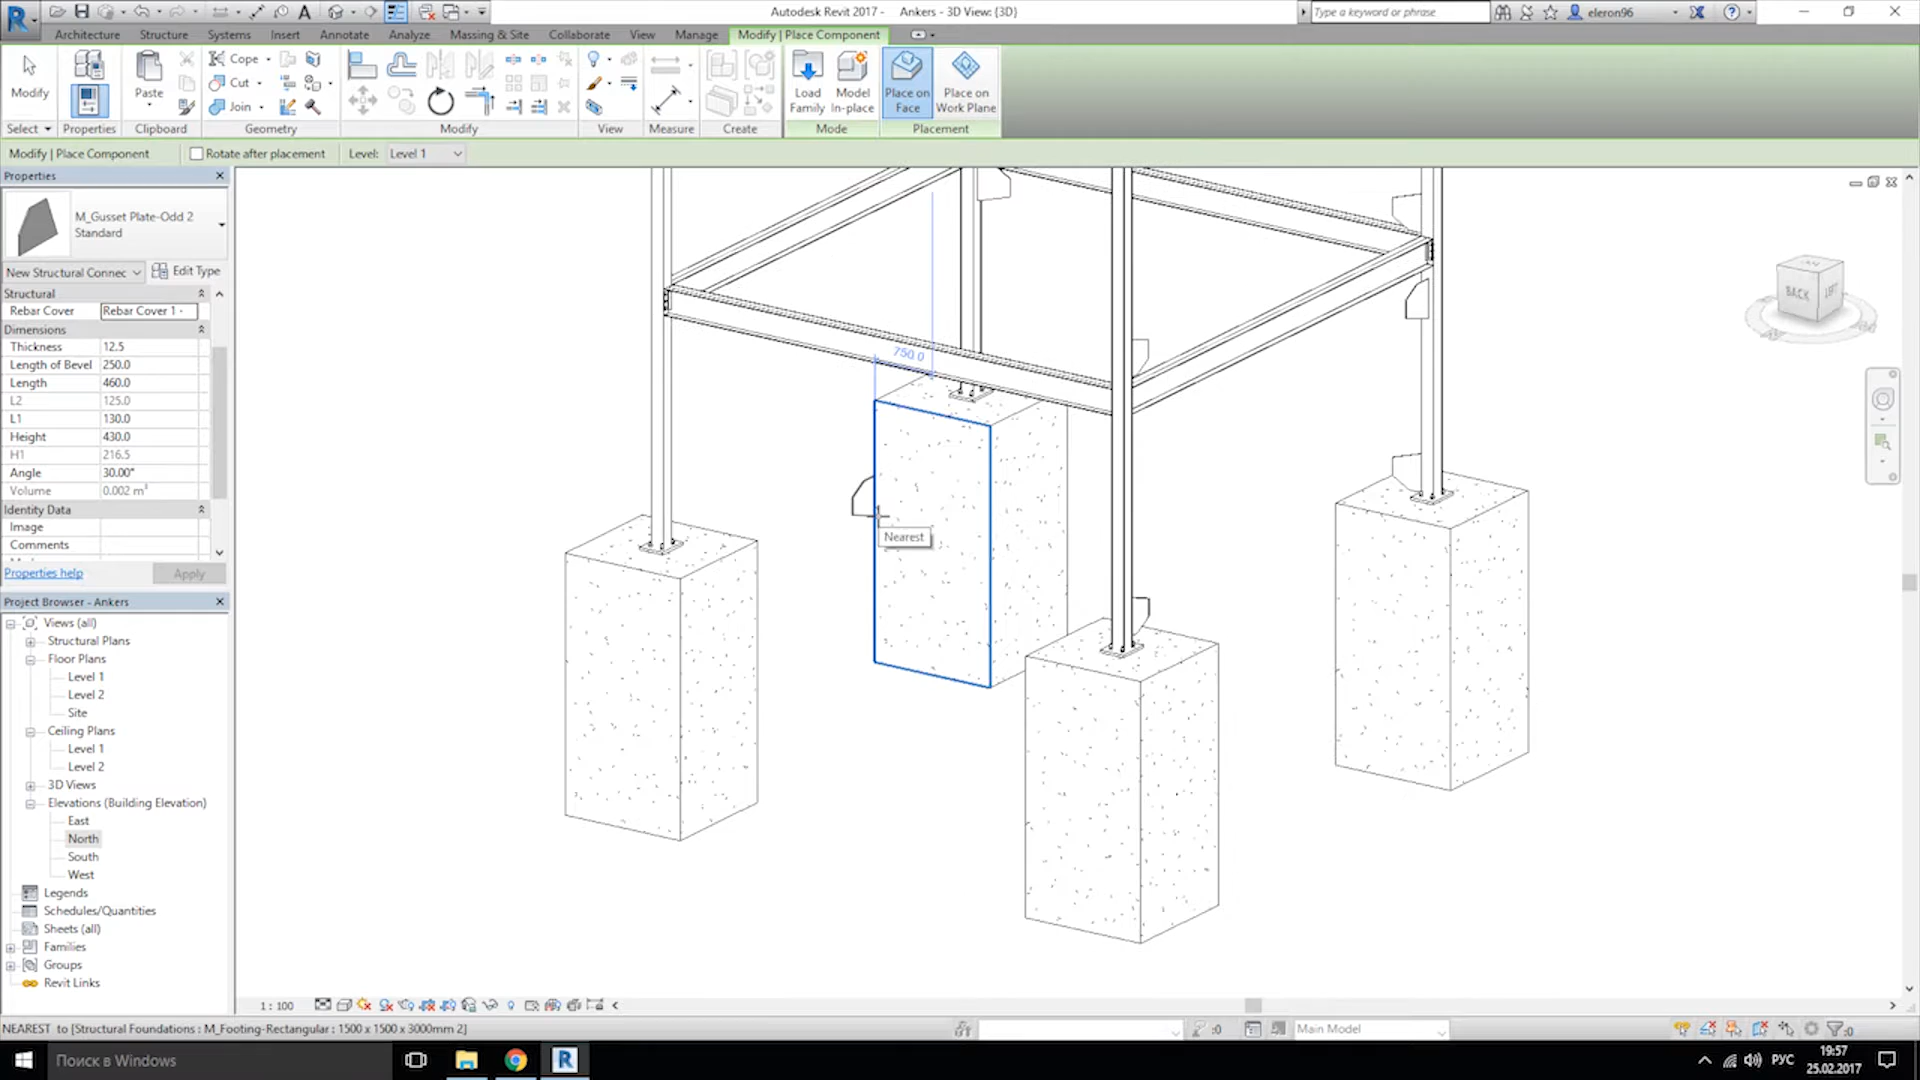 Autodesk Revit 2017 - Ankers - 3D View: {3D}
Type a keyword or phrase
eleron96
Architecture Structure Systems Insert Annotate Analyze Massing & Site Collaborate View Manage Modify | Place Component
Modify
Paste
Cope
Cut
Join
Load Family
Model In-place
Place on Face
Place on Work Plane
Select Properties Clipboard Geometry Modify View Measure Create Mode Placement
Modify | Place Component Rotate after placement Level: Level 1
Properties
M_Gusset Plate-Odd 2
Standard
New Structural Connec Edit Type
Structural
Rebar Cover Rebar Cover 1 -
Dimensions
Thickness 12.5
Length of Bevel 250.0
Length 460.0
L2 125.0
L1 130.0
Height 430.0
H1 216.5
Angle 30.00°
Volume 0.002 m³
Identity Data
Image
Comments
Properties help Apply
Project Browser - Ankers
Views (all)
Structural Plans
Floor Plans
Level 1
Level 2
Site
Ceiling Plans
Level 1
Level 2
3D Views
Elevations (Building Elevation)
East
North
South
West
Legends
Schedules/Quantities
Sheets (all)
Families
Groups
Revit Links
750.0
Nearest
BACK
LEFT
1 : 100
NEAREST to [Structural Foundations : M_Footing-Rectangular : 1500 x 1500 x 3000mm 2]
:0
Main Model
:0
Поиск в Windows
РУС
19:57
25.02.2017